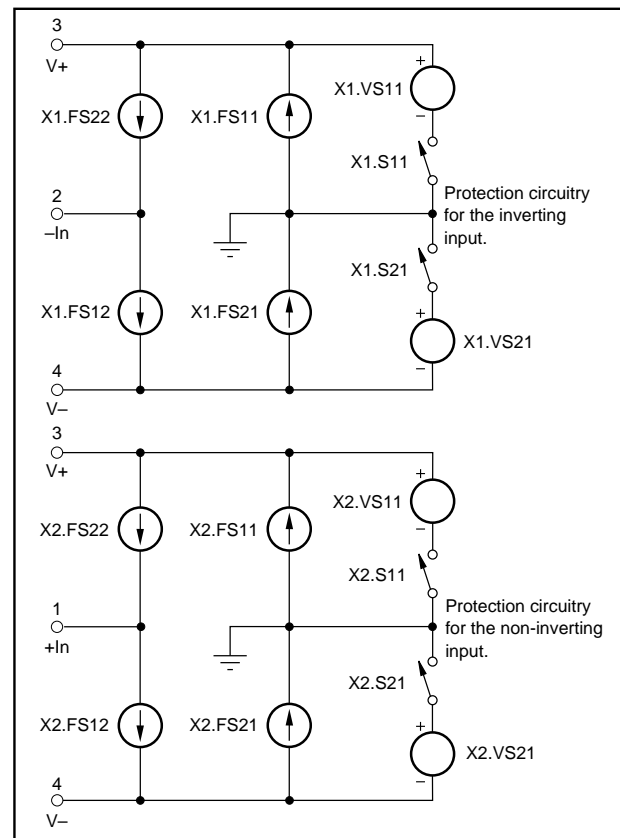 3
V+
X1.FS22
X1.FS11
+
X1.VS11
–
X1.S11
2
–In
Protection circuitry
for the inverting
input.
X1.S21
X1.FS12
X1.FS21
+
X1.VS21
–
4
V–
3
V+
X2.FS22
X2.FS11
+
X2.VS11
–
X2.S11
1
+In
Protection circuitry
for the non-inverting
input.
X2.S21
X2.FS12
X2.FS21
+
X2.VS21
–
4
V–